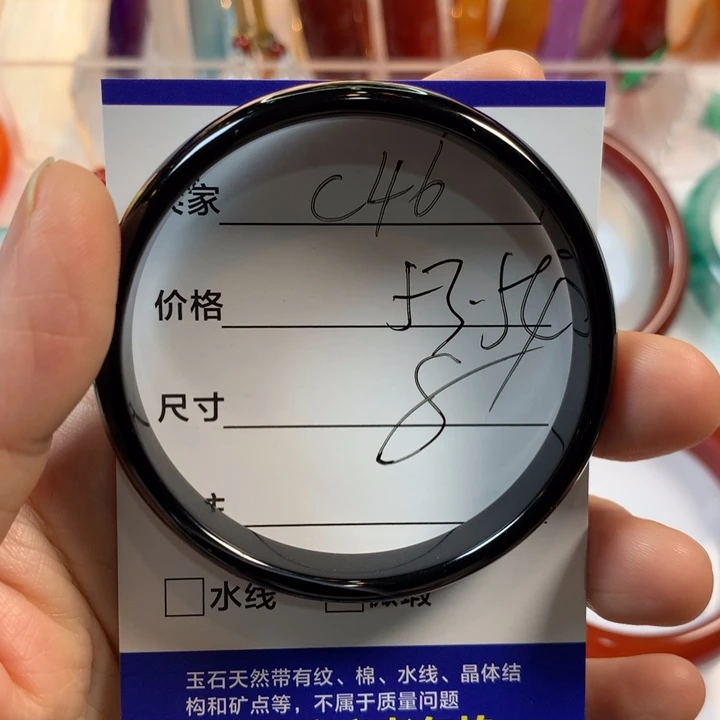 家 C46
价格 53-54
尺寸 8
水线
玉石天然带有纹、棉、水线、晶体结
构和矿点等，不属于质量问题